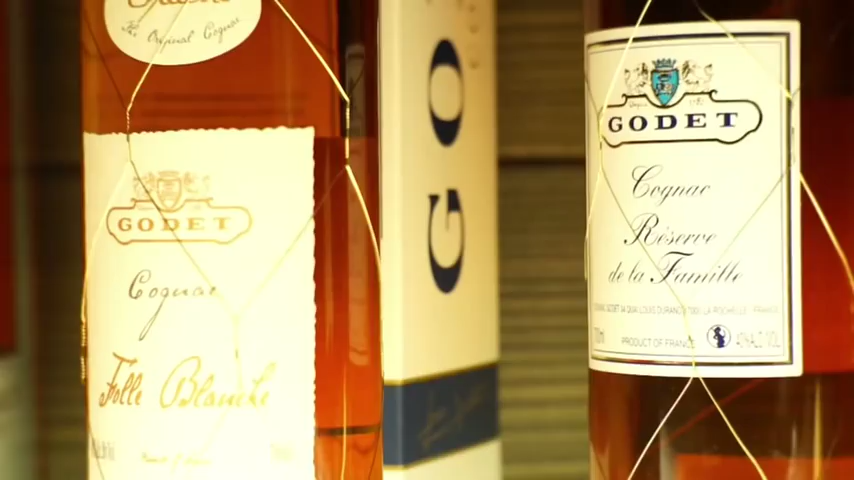 The Original Cognac
GODET
Cognac
Folle Blanche
GO
GODET
Cognac
Réserve
de la Famille
PRODUCT OF FRANCE